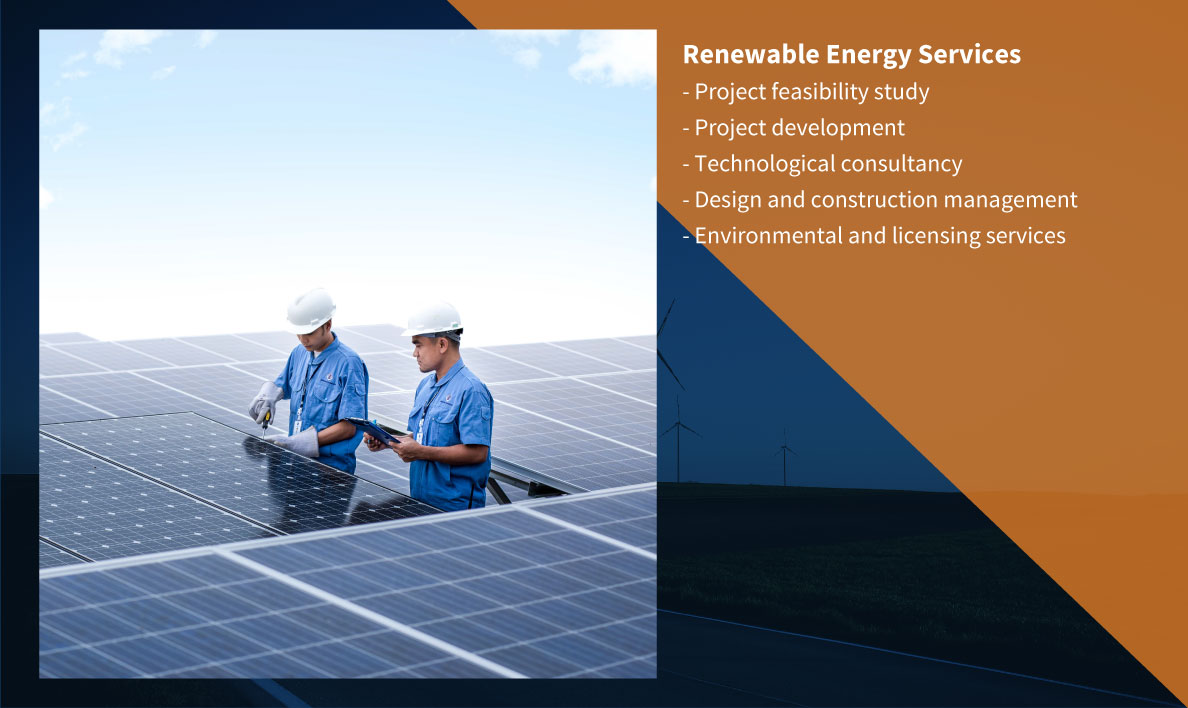 Renewable Energy Services
- Project feasibility study
- Project development
- Technological consultancy
- Design and construction management
- Environmental and licensing services